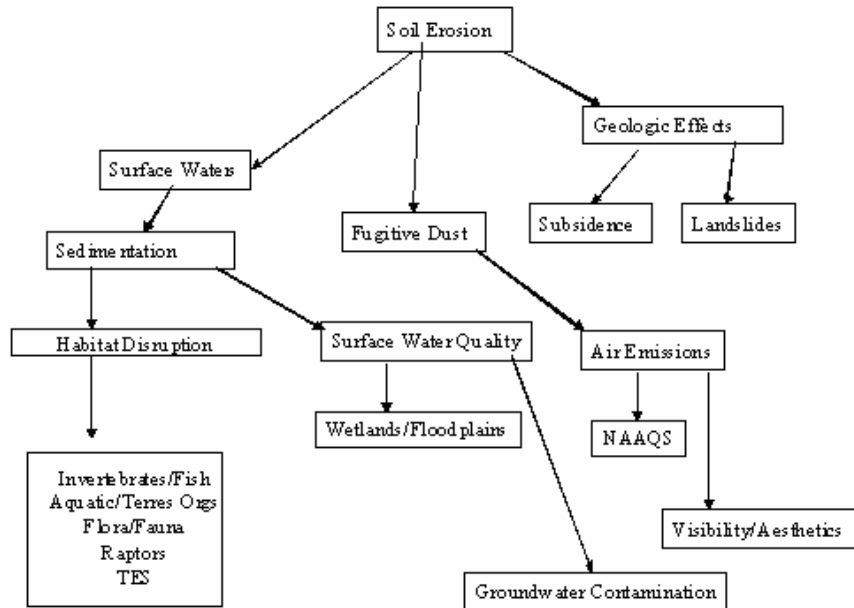 Soil Erosion
Geologic Effects
Surface Waters
Subsidence
Landslides
Sedimentation
Fugitive Dust
Habitat Disruption
Surface Water Quality
Air Emissions
Wetlands/Floodplains
NAAQS
Invertebrates/Fish
Aquatic/Terres Orgs
Flora/Fauna
Raptors
TES
Visibility/Aesthetics
Groundwater Contamination